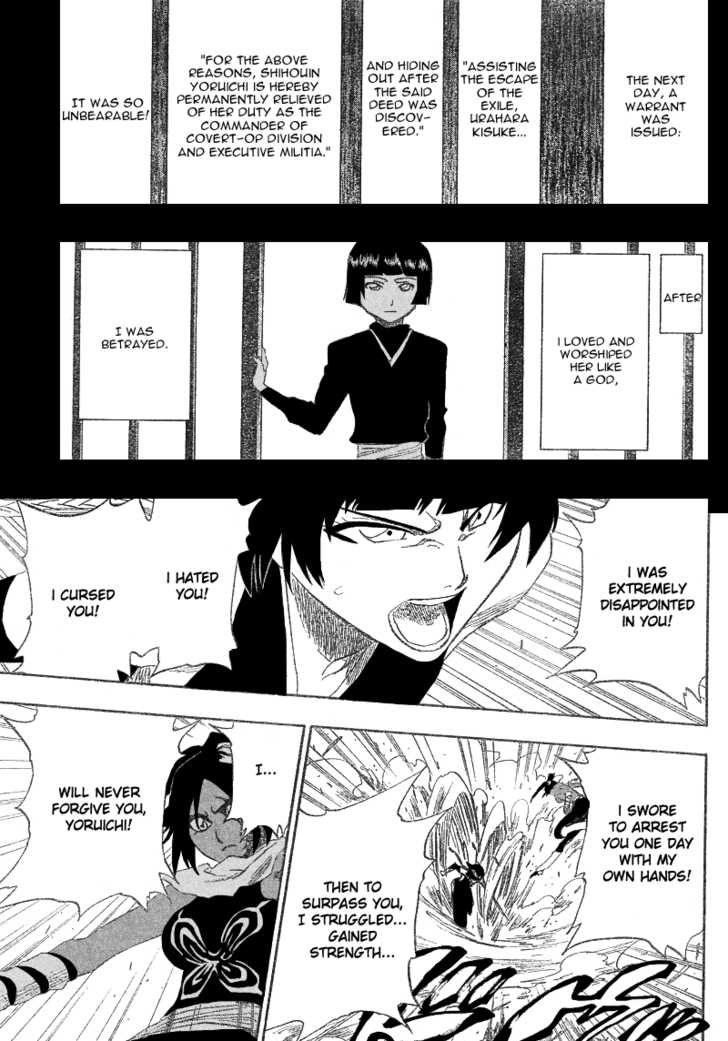 THE NEXT
DAY, A
WARRANT
WAS
ISSUED:
"ASSISTING
THE ESCAPE
OF THE
EXILE,
URAHARA
KISUKE...
AND HIDING
OUT AFTER
THE SAID
DEED WAS
DISCOV-
ERED."
"FOR THE ABOVE
REASONS, SHIHOUIN
YORUICHI IS HEREBY
PERMANENTLY RELIEVED
OF HER DUTY AS THE
COMMANDER OF
COVERT-OP DIVISION
AND EXECUTIVE MILITIA."
IT WAS SO
UNBEARABLE!
AFTER
I LOVED AND
WORSHIPED
HER LIKE
A GOD,
I WAS
BETRAYED.
I WAS
EXTREMELY
DISAPPOINTED
IN YOU!
I HATED
YOU!
I CURSED
YOU!
I SWORE
TO ARREST
YOU ONE DAY
WITH MY
OWN HANDS!
THEN TO
SURPASS YOU,
I STRUGGLED...
GAINED
STRENGTH...
I...
WILL NEVER
FORGIVE YOU,
YORUICHI!